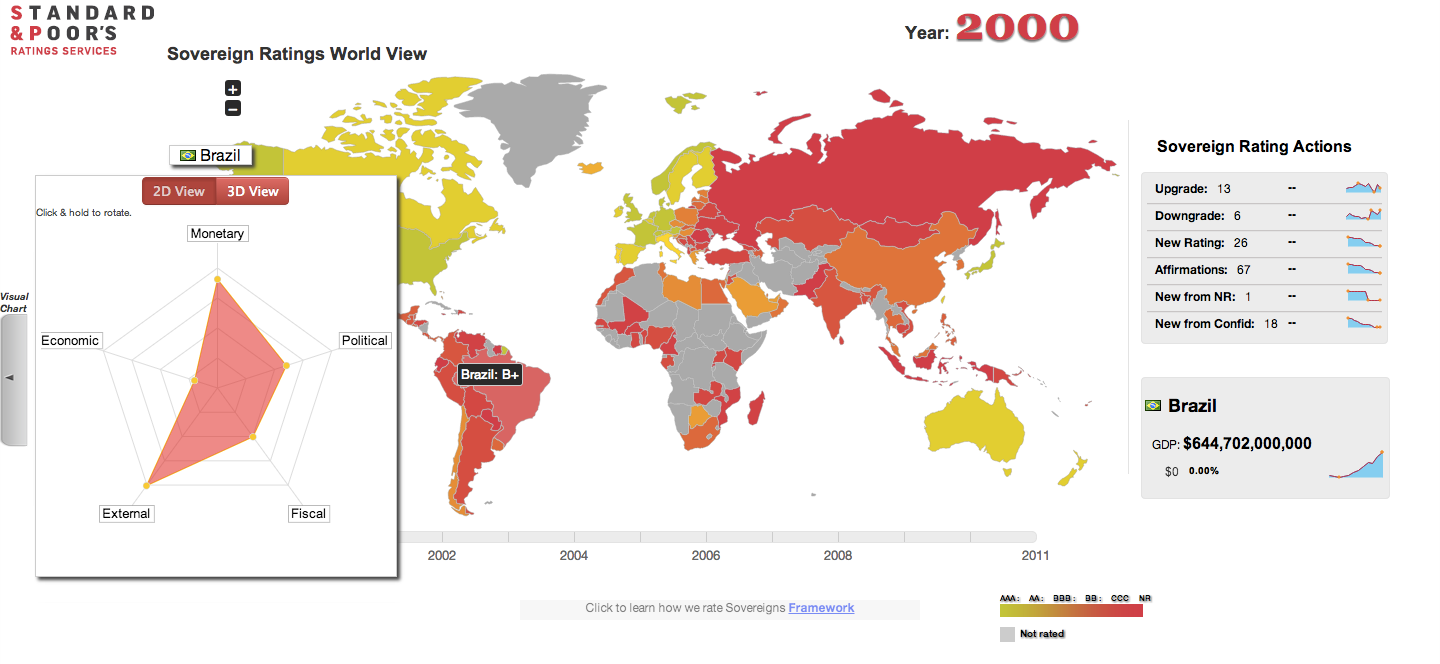 STANDARD
& POOR'S
RATINGS SERVICES
Sovereign Ratings World View
Year: 2000
+
−
Brazil
2D View 3D View
Click & hold to rotate.
Monetary
Economic
Political
External
Fiscal
Visual
Chart
Brazil: B+
2002 2004 2006 2008 2011
Click to learn how we rate Sovereigns Framework
Sovereign Rating Actions
Upgrade: 13 --
Downgrade: 6 --
New Rating: 26 --
Affirmations: 67 --
New from NR: 1 --
New from Confid: 18 --
Brazil
GDP: $644,702,000,000
$0 0.00%
AAA: AA: BBB: BB: CCC NR
Not rated